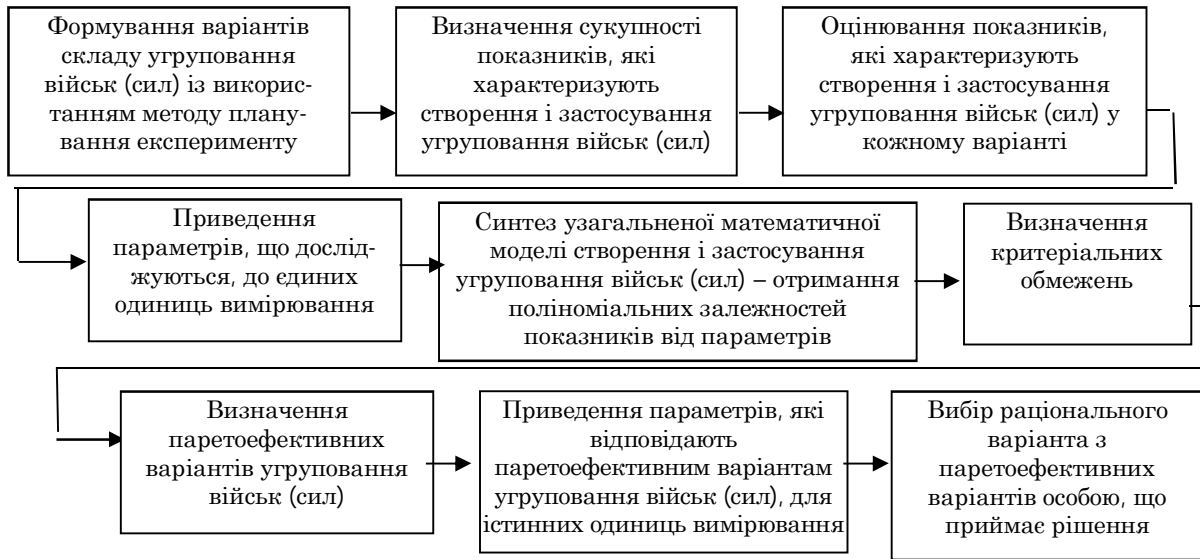 Формування варіантів
складу угруповання
військ (сил) із викорис-
танням методу плану-
вання експерименту
Визначення сукупності
показників, які
характеризують
створення і застосування
угруповання військ (сил)
Оцінювання показників,
які характеризують
створення і застосування
угруповання військ (сил) у
кожному варіанті
Приведення
параметрів, що дослід-
жуються, до єдиних
одиниць вимірювання
Синтез узагальненої математичної
моделі створення і застосування
угруповання військ (сил) – отримання
поліноміальних залежностей
показників від параметрів
Визначення
критеріальних
обмежень
Визначення
паретоефективних
варіантів угруповання
військ (сил)
Приведення параметрів, які
відповідають
паретоефективним варіантам
угруповання військ (сил), для
істинних одиниць вимірювання
Вибір раціонального
варіанта з
паретоефективних
варіантів особою, що
приймає рішення